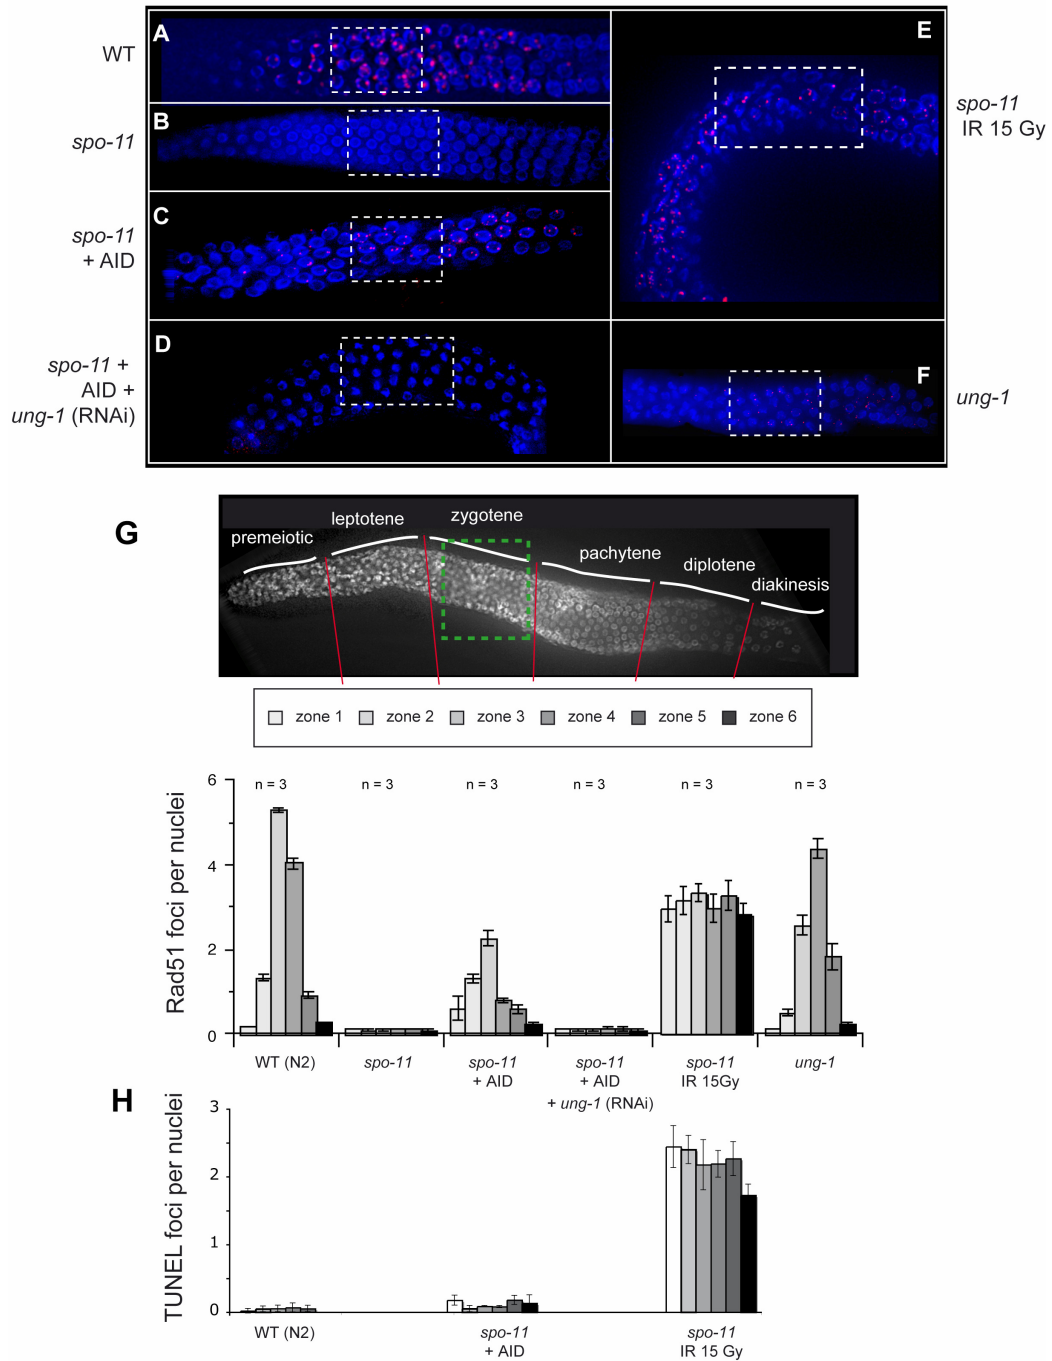 A
WT
B
spo-11
C
spo-11
+ AID
D
spo-11 +
AID +
ung-1 (RNAi)
E
spo-11
IR 15 Gy
F
ung-1
G
premeiotic
leptotene
zygotene
pachytene
diplotene
diakinesis
zone 1 zone 2 zone 3 zone 4 zone 5 zone 6
Rad51 foci per nuclei
6
4
2
0
n = 3 n = 3 n = 3 n = 3 n = 3 n = 3
WT (N2)
spo-11
spo-11
+ AID
spo-11
+ AID
+ ung-1 (RNAi)
spo-11
IR 15Gy
ung-1
H
TUNEL foci per nuclei
3
2
1
0
WT (N2)
spo-11
+ AID
spo-11
IR 15 Gy